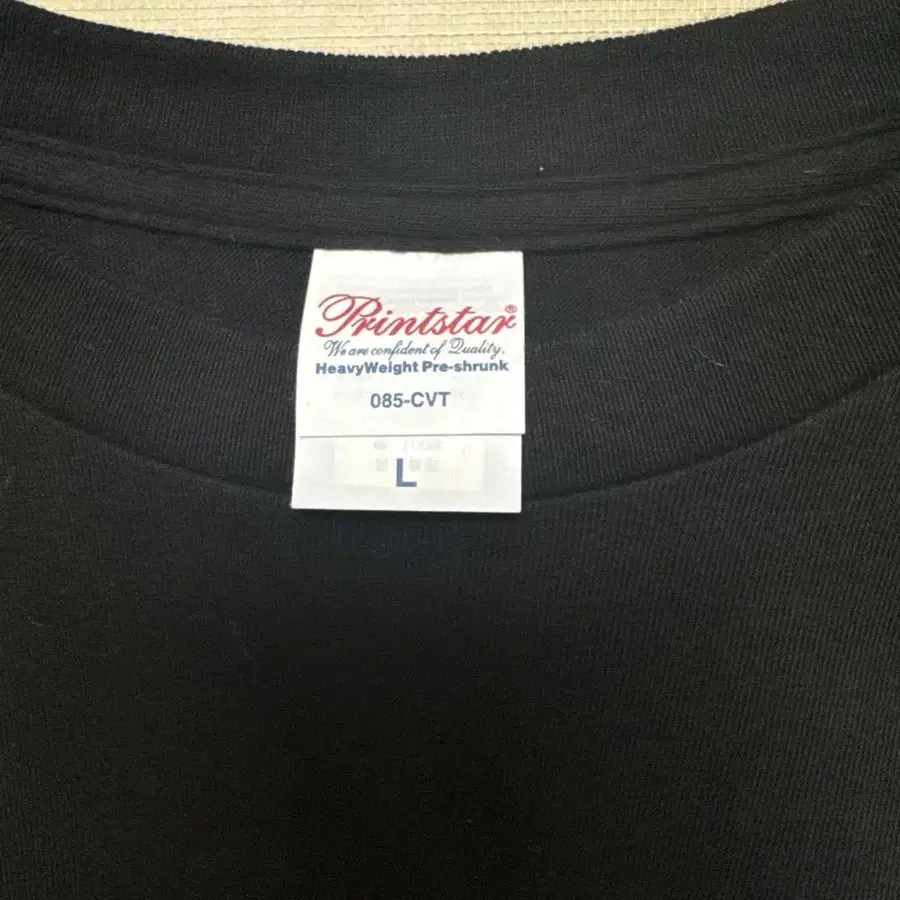 Printstar®
We are confident of Quality.
HeavyWeight Pre-shrunk
085-CVT
L